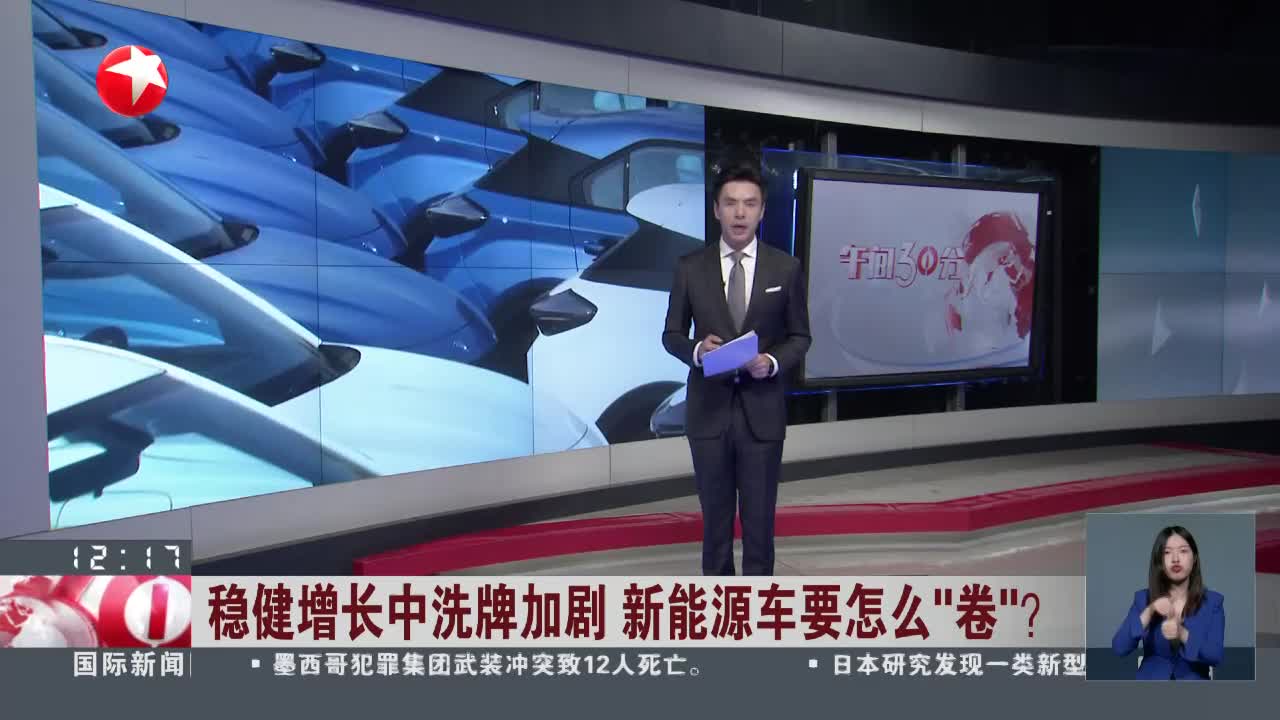 午间30分
12:17
稳健增长中洗牌加剧 新能源车要怎么"卷"?
国际新闻
▪ 墨西哥犯罪集团武装冲突致12人死亡。 ▪ 日本研究发现一类新型